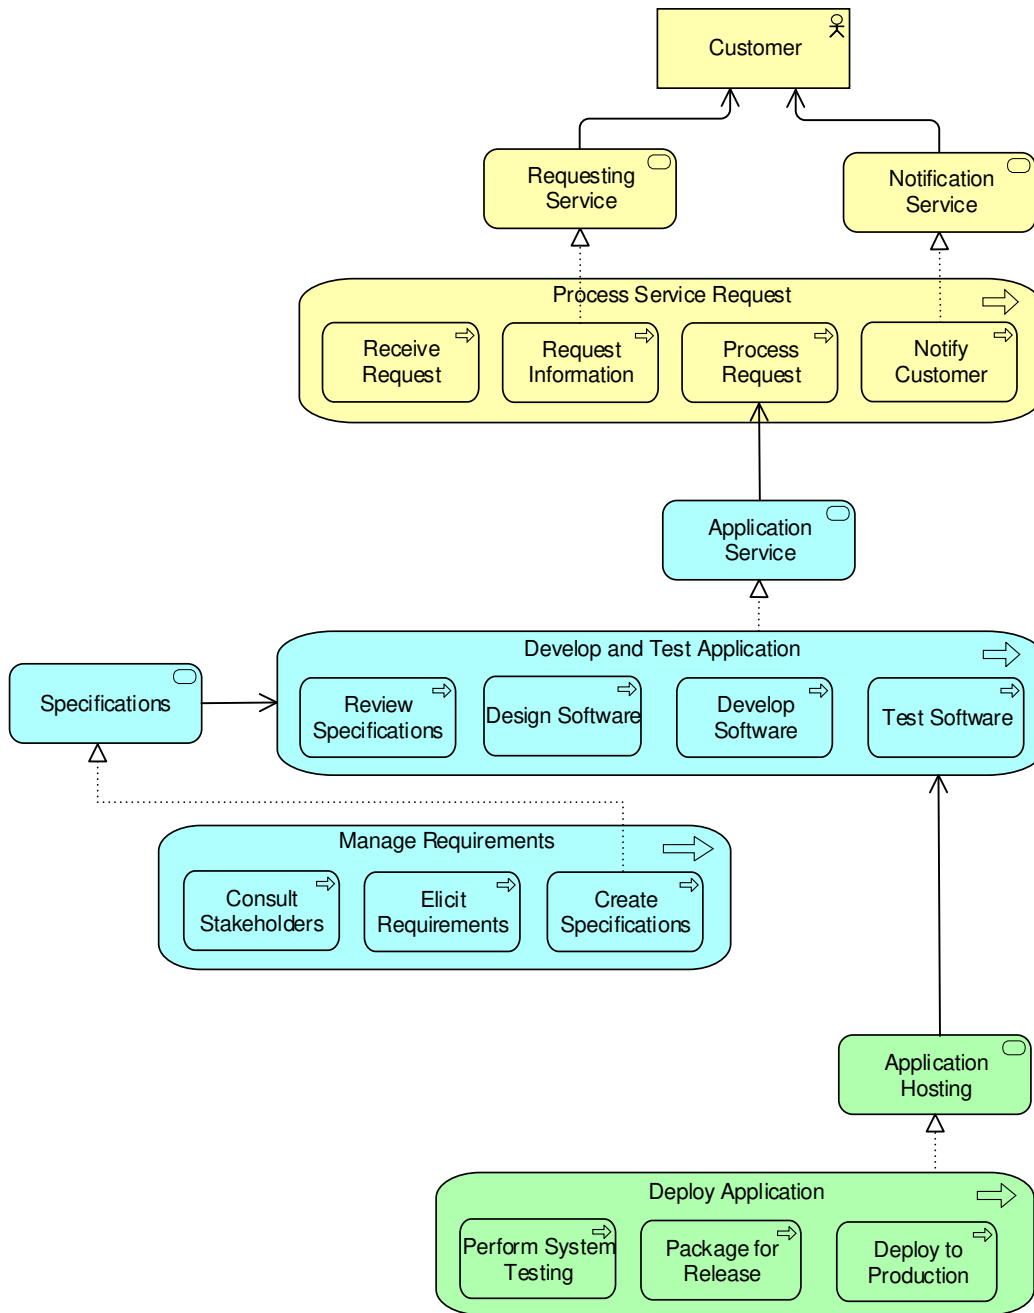 Customer
Requesting
Service
Notification
Service
Process Service Request
Receive
Request
Request
Information
Process
Request
Notify
Customer
Application
Service
Develop and Test Application
Specifications
Review
Specifications
Design Software
Develop
Software
Test Software
Manage Requirements
Consult
Stakeholders
Elicit
Requirements
Create
Specifications
Application
Hosting
Deploy Application
Perform System
Testing
Package for
Release
Deploy to
Production